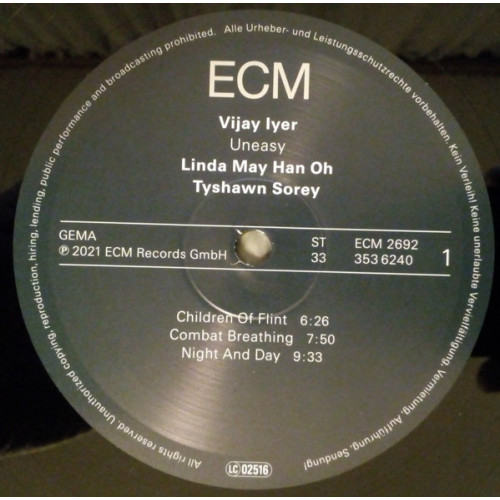 All rights reserved. Unauthorized copying, reproduction, hiring, lending, public performance and broadcasting prohibited. Alle Urheber- und Leistungsschutzrechte vorbehalten. Kein Verleih! Keine unerlaubte Vervielfältigung, Vermietung, Aufführung, Sendung!
ECM
Vijay Iyer
Uneasy
Linda May Han Oh
Tyshawn Sorey
GEMA ST ECM 2692
℗ 2021 ECM Records GmbH 33 353 6240 1
Children Of Flint 6:26
Combat Breathing 7:50
Night And Day 9:33
LC 02516